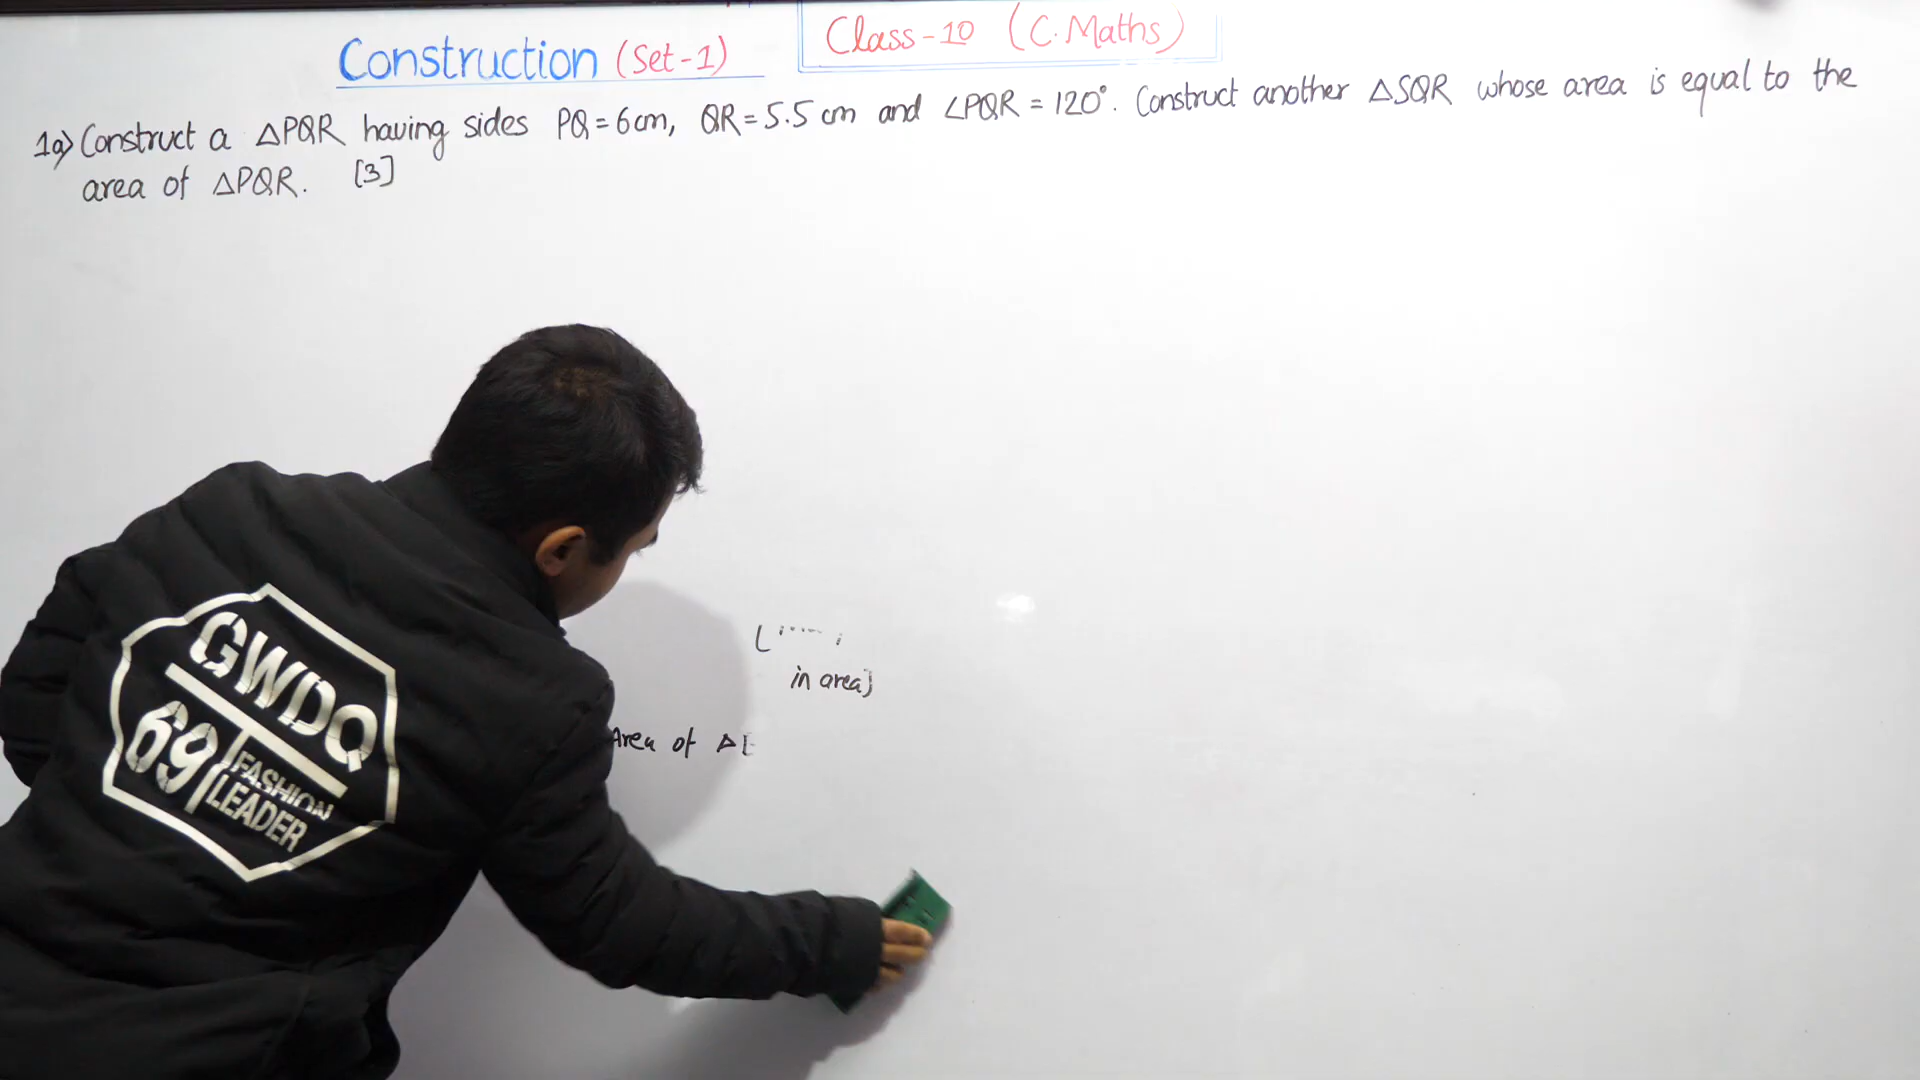 Construction (Set-1)
Class-10 (C.Maths)
1a) Construct a △PQR having sides PQ=6cm, QR=5.5 cm and ∠PQR = 120°. Construct another △SQR whose area is equal to the
area of △PQR. [3]
in area)
Area of △
GWDQ
69
FASHION
LEADER